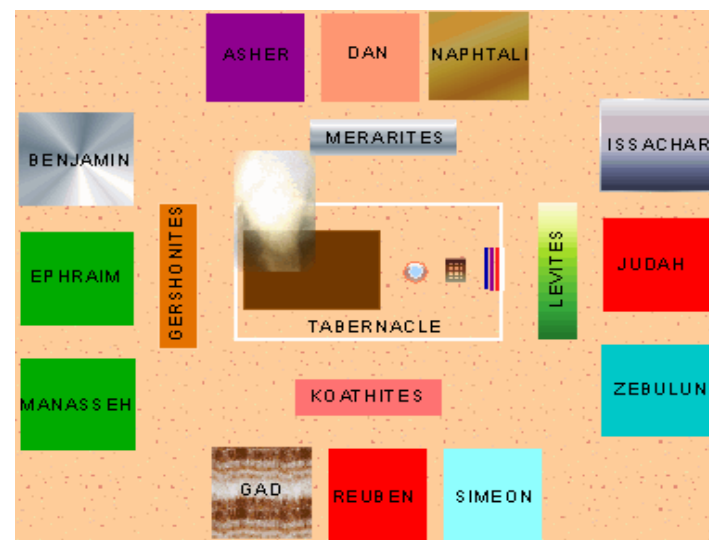 ASHER
DAN
NAPHTALI
MERARITES
BENJAMIN
ISSACHAR
GERSHONITES
LEVITES
EPHRAIM
JUDAH
TABERNACLE
MANASSEH
KOATHITES
ZEBULUN
GAD
REUBEN
SIMEON